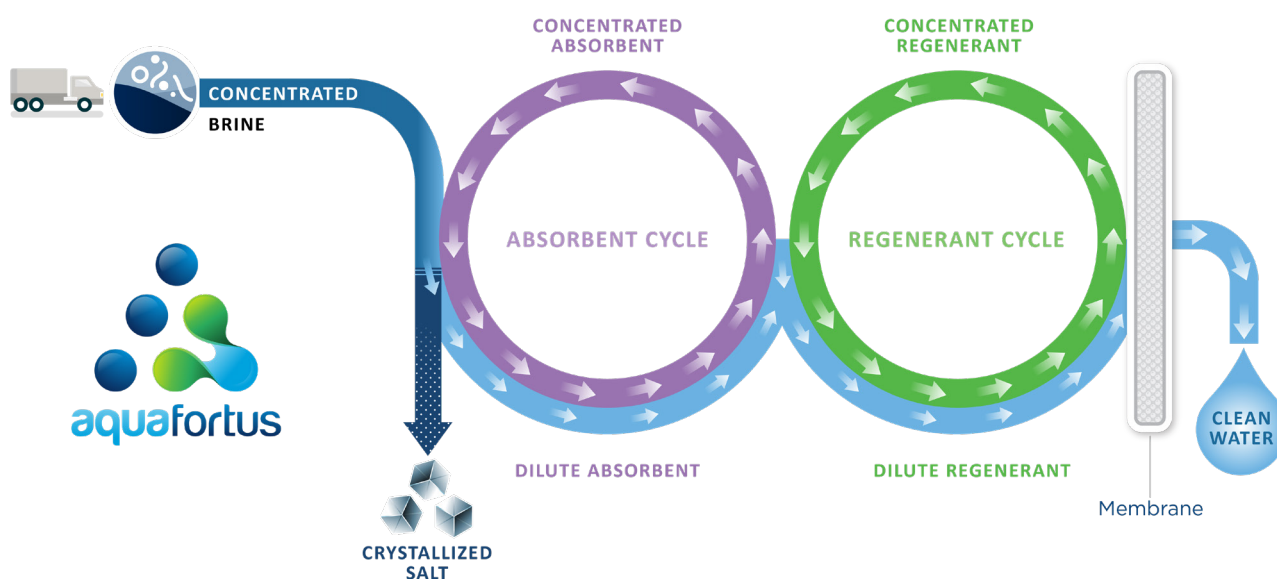 CONCENTRATED
ABSORBENT
CONCENTRATED
REGENERANT
CONCENTRATED
BRINE
ABSORBENT CYCLE
REGENERANT CYCLE
aquafortus
CLEAN
WATER
DILUTE ABSORBENT
DILUTE REGENERANT
Membrane
CRYSTALLIZED
SALT